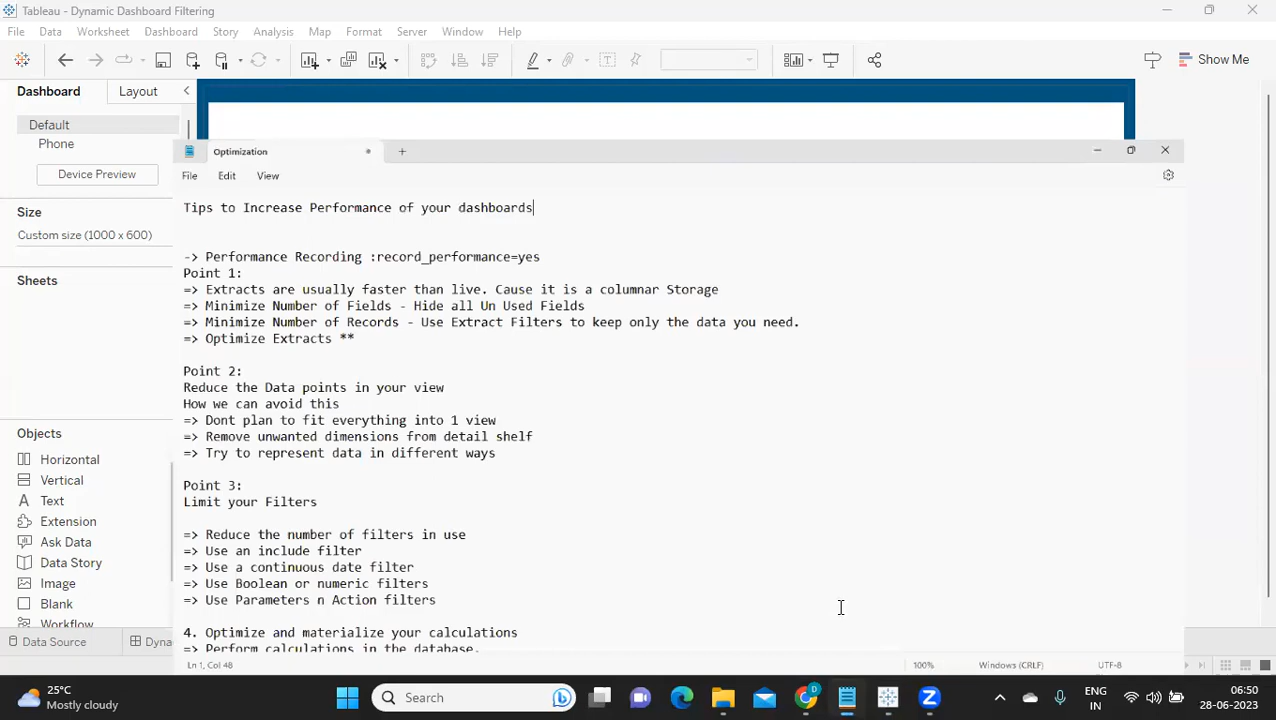 Tableau - Dynamic Dashboard Filtering
File Data Worksheet Dashboard Story Analysis Map Format Server Window Help
Show Me
Dashboard Layout
Default
Phone
Device Preview
Size
Custom size (1000 x 600)
Sheets
Objects
Horizontal
Vertical
Text
Extension
Ask Data
Data Story
Image
Blank
Workflow
Data Source
Dyna
Optimization
File Edit View
Tips to Increase Performance of your dashboards
-> Performance Recording :record_performance=yes
Point 1:
=> Extracts are usually faster than live. Cause it is a columnar Storage
=> Minimize Number of Fields - Hide all Un Used Fields
=> Minimize Number of Records - Use Extract Filters to keep only the data you need.
=> Optimize Extracts **
Point 2:
Reduce the Data points in your view
How we can avoid this
=> Dont plan to fit everything into 1 view
=> Remove unwanted dimensions from detail shelf
=> Try to represent data in different ways
Point 3:
Limit your Filters
=> Reduce the number of filters in use
=> Use an include filter
=> Use a continuous date filter
=> Use Boolean or numeric filters
=> Use Parameters n Action filters
4. Optimize and materialize your calculations
=> Perform calculations in the database.
Ln 1, Col 48
100%
Windows (CRLF)
UTF-8
25°C
Mostly cloudy
Search
ENG
IN
06:50
28-06-2023